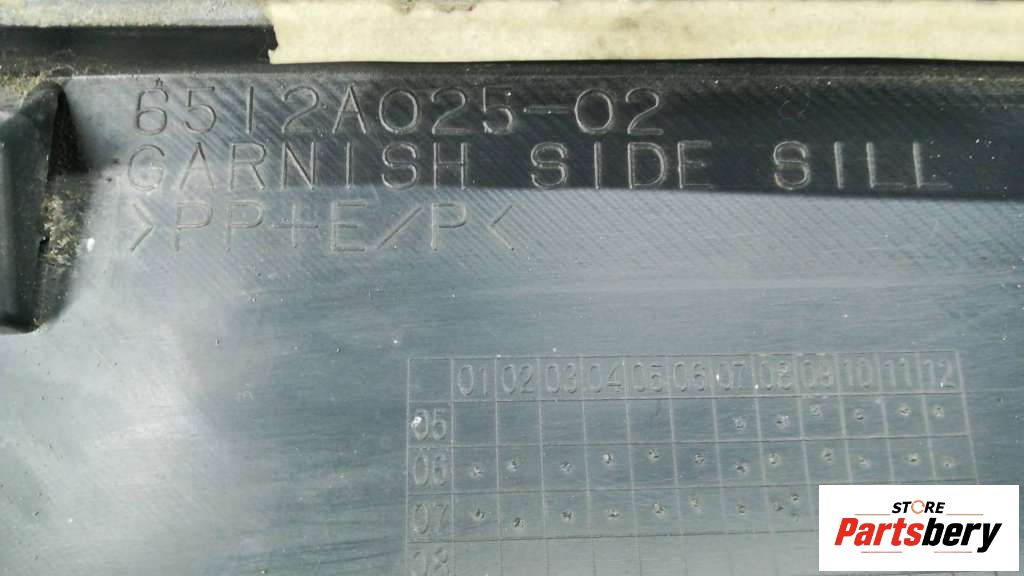 6512A025-02
GARNISH SIDE SILL
>PP+E/P<
01 02 03 04 05 06 07 08 09 10 11 12
05
06
07
08
STORE
Partsbery